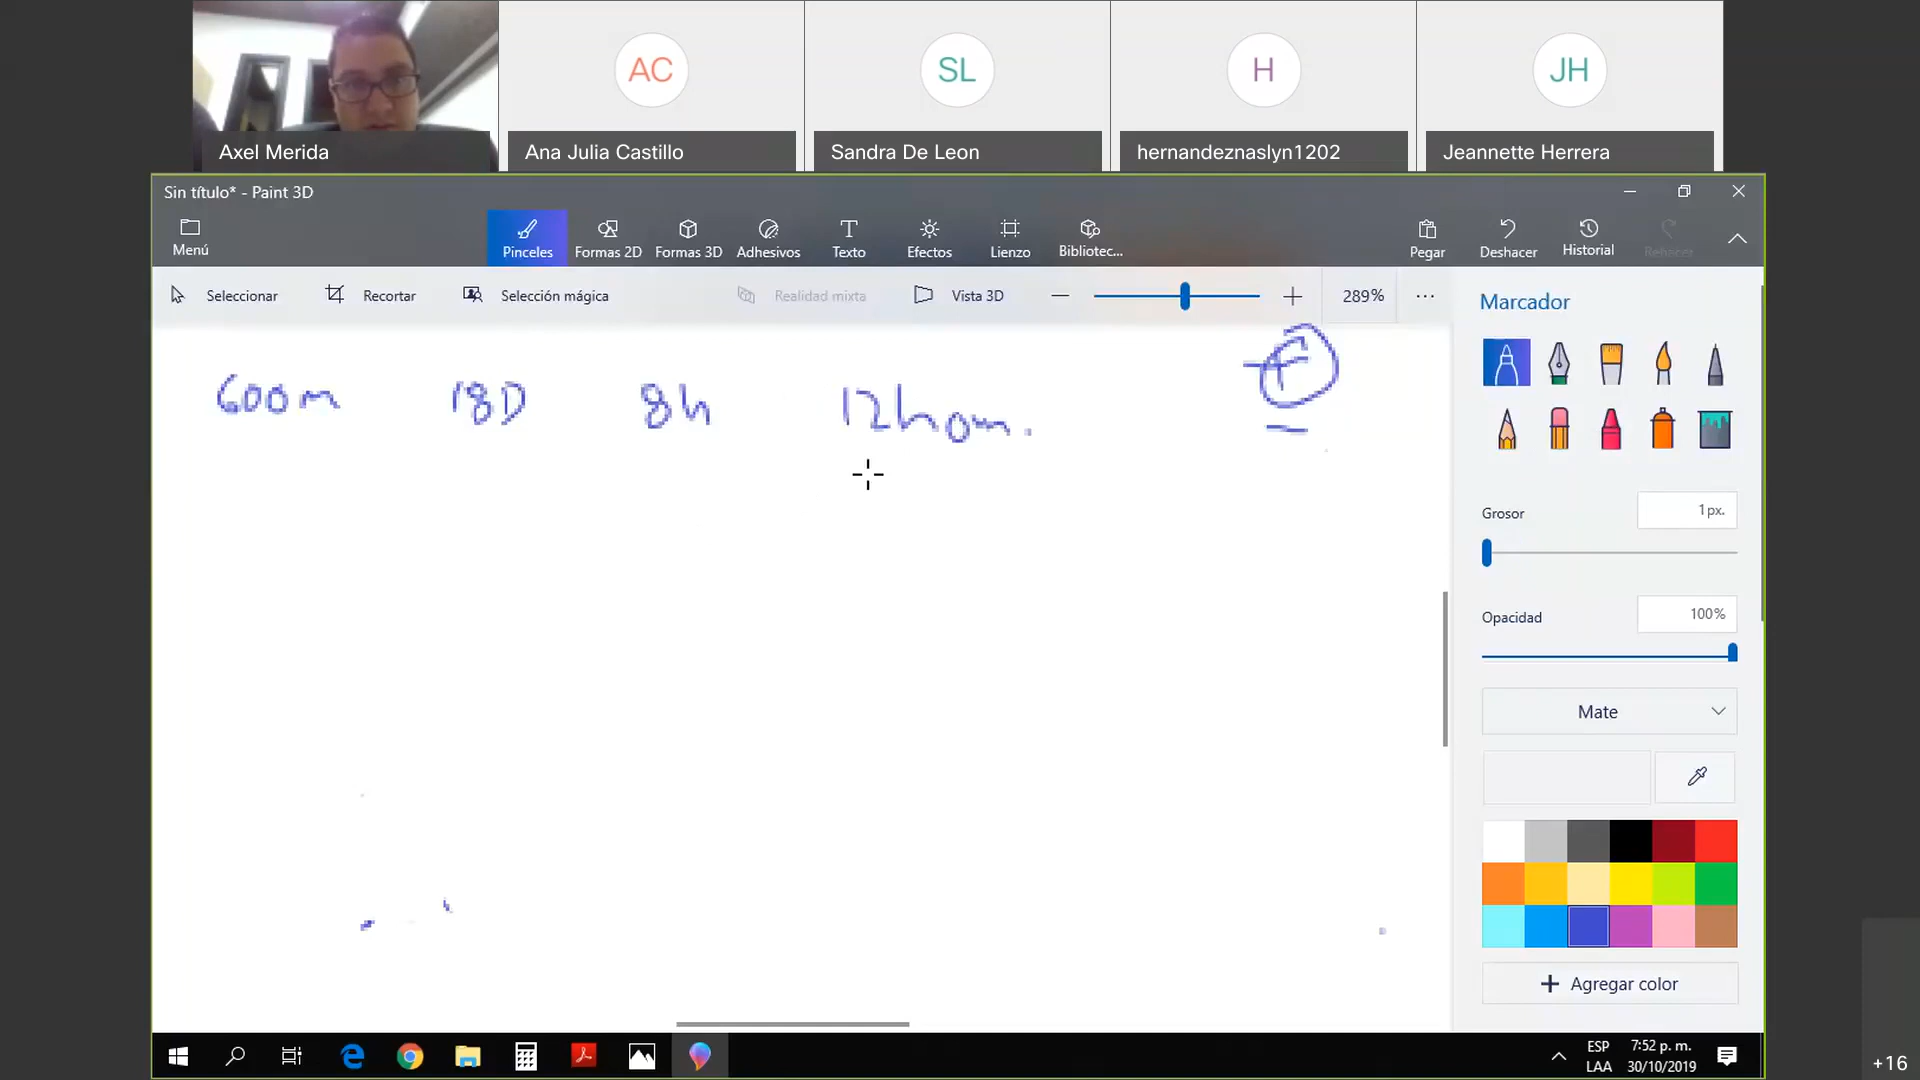 AC
SL
H
JH
Axel Merida
Ana Julia Castillo
Sandra De Leon
hernandeznaslyn1202
Jeannette Herrera
Sin título* - Paint 3D
Menú
Pinceles
Formas 2D
Formas 3D
Adhesivos
Texto
Efectos
Lienzo
Bibliotec...
Pegar
Deshacer
Historial
Rehacer
Seleccionar
Recortar
Selección mágica
Realidad mixta
Vista 3D
289%
Marcador
600m 18D 8h 12hom.
Grosor
1px.
Opacidad
100%
Mate
Agregar color
ESP
LAA
7:52 p. m.
30/10/2019
+16